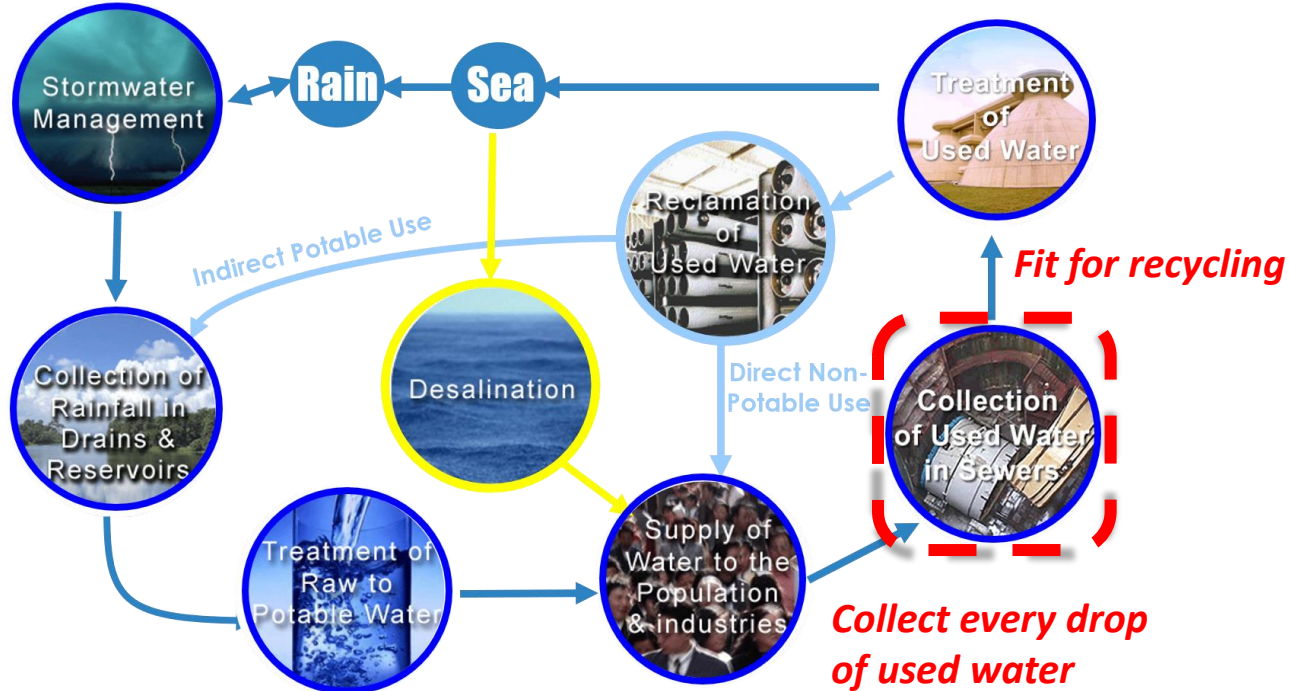 Stormwater
Management
Rain
Sea
Treatment
of
Used Water
Reclamation
of
Used Water
Indirect Potable Use
Fit for recycling
Collection of
Rainfall in
Drains &
Reservoirs
Desalination
Direct Non-
Potable Use
Collection
of Used Water
in Sewers
Treatment of
Raw to
Potable Water
Supply of
Water to the
Population
& industries
Collect every drop
of used water